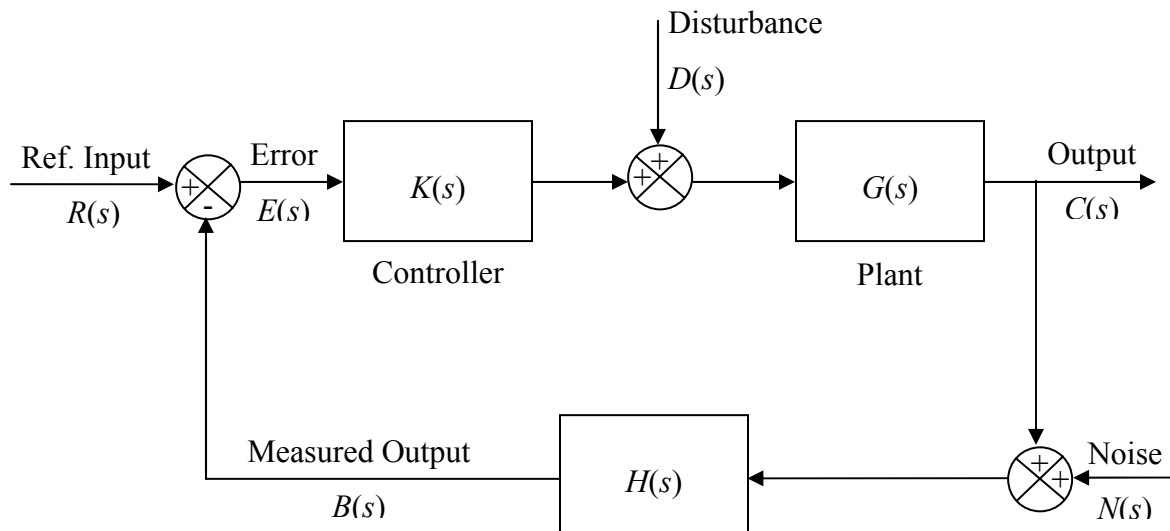 Disturbance
D(s)
Ref. Input
R(s)
+
-
Error
E(s)
K(s)
Controller
+
+
G(s)
Plant
Output
C(s)
Measured Output
B(s)
H(s)
+
+
Noise
N(s)